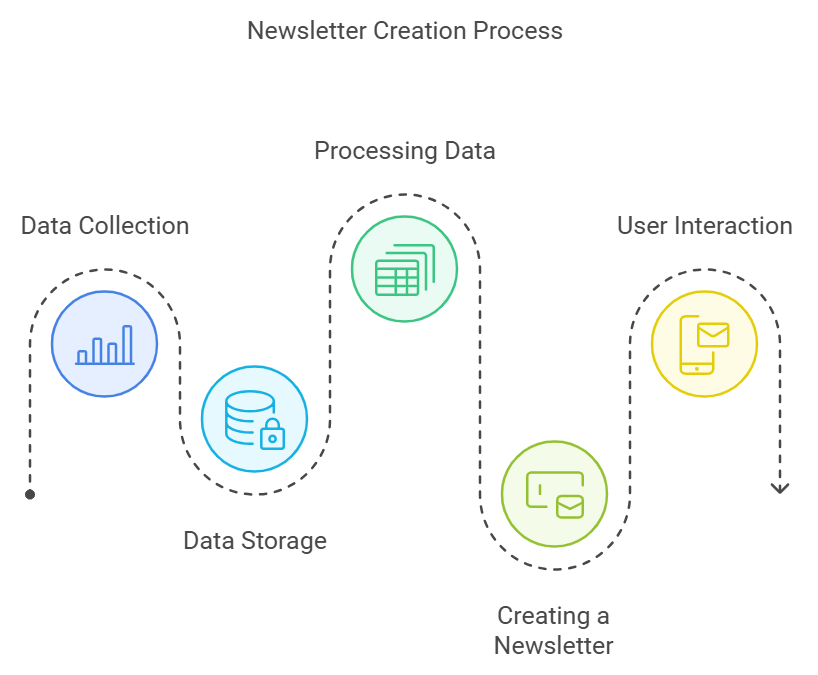 Newsletter Creation Process
Processing Data
Data Collection
User Interaction
Data Storage
Creating a
Newsletter